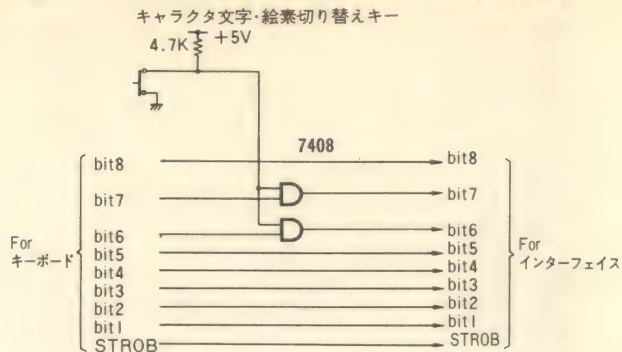 キャラクタ文字・絵素切り替えキー
4.7K
+5V
7408
For
キーボード
bit8
bit7
bit6
bit5
bit4
bit3
bit2
bit1
STROB
bit8
bit7
bit6
bit5
bit4
bit3
bit2
bit1
STROB
For
インターフェイス